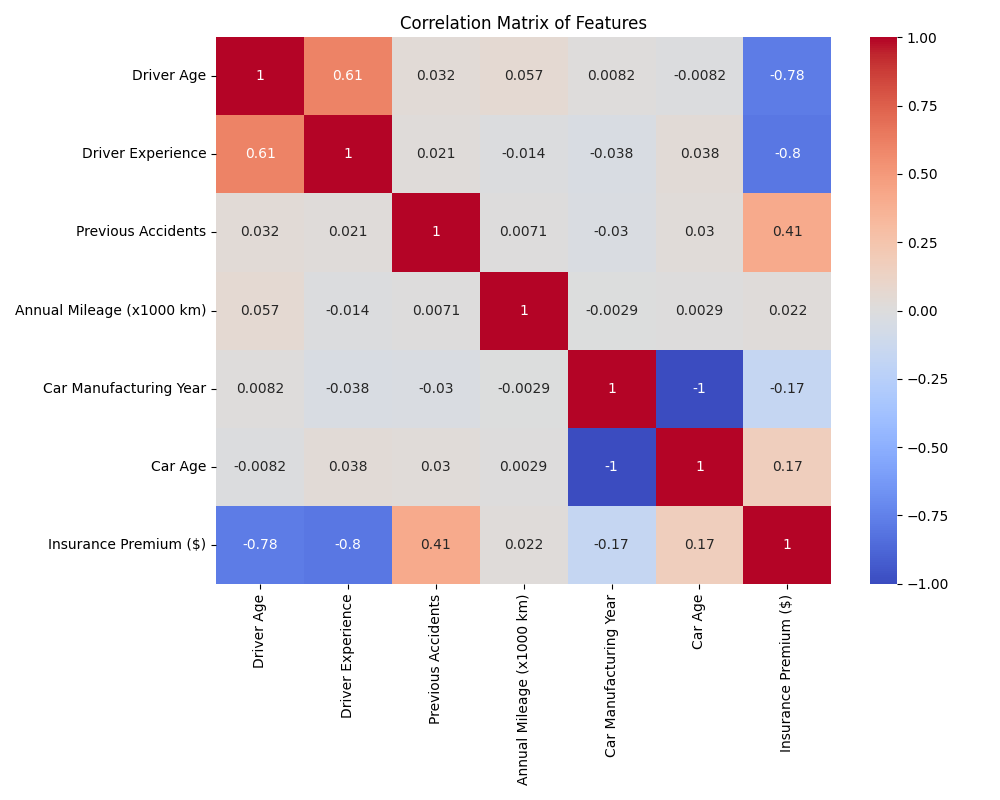 Correlation Matrix of Features
Driver Age 1 0.61 0.032 0.057 0.0082 -0.0082 -0.78
Driver Experience 0.61 1 0.021 -0.014 -0.038 0.038 -0.8
Previous Accidents 0.032 0.021 1 0.0071 -0.03 0.03 0.41
Annual Mileage (x1000 km) 0.057 -0.014 0.0071 1 -0.0029 0.0029 0.022
Car Manufacturing Year 0.0082 -0.038 -0.03 -0.0029 1 -1 -0.17
Car Age -0.0082 0.038 0.03 0.0029 -1 1 0.17
Insurance Premium ($) -0.78 -0.8 0.41 0.022 -0.17 0.17 1
Driver Age
Driver Experience
Previous Accidents
Annual Mileage (x1000 km)
Car Manufacturing Year
Car Age
Insurance Premium ($)
1.00
0.75
0.50
0.25
0.00
−0.25
−0.50
−0.75
−1.00